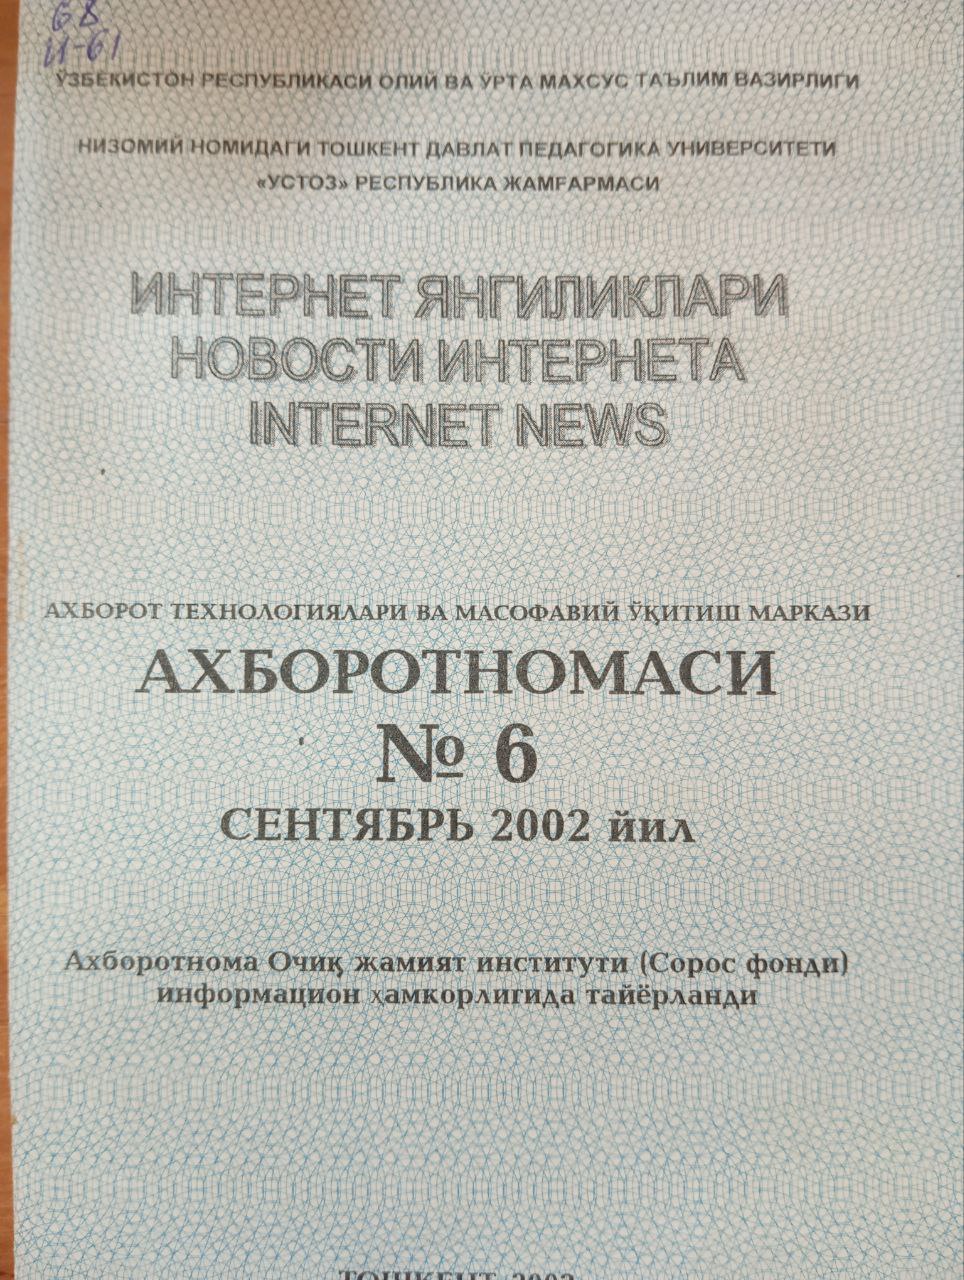 68
И-61
ЎЗБЕКИСТОН РЕСПУБЛИКАСИ ОЛИЙ ВА ЎРТА МАХСУС ТАЪЛИМ ВАЗИРЛИГИ
НИЗОМИЙ НОМИДАГИ ТОШКЕНТ ДАВЛАТ ПЕДАГОГИКА УНИВЕРСИТЕТИ
«УСТОЗ» РЕСПУБЛИКА ЖАМҒАРМАСИ
ИНТЕРНЕТ ЯНГИЛИКЛАРИ
НОВОСТИ ИНТЕРНЕТА
INTERNET NEWS
АХБОРОТ ТЕХНОЛОГИЯЛАРИ ВА МАСОФАВИЙ ЎҚИТИШ МАРКАЗИ
АХБОРОТНОМАСИ
№ 6
СЕНТЯБРЬ 2002 йил
Ахборотнома Очиқ жамият институти (Сорос фонди)
информацион ҳамкорлигида тайёрланди
ТОШКЕНТ-2002